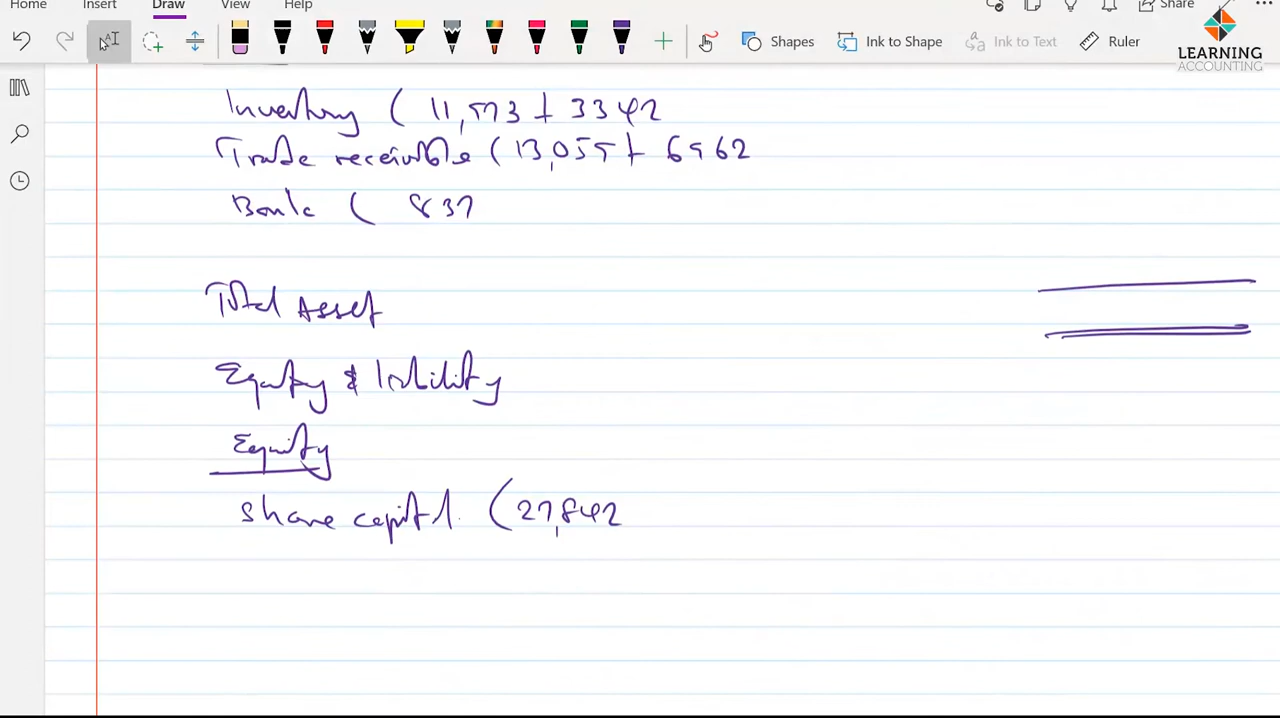 Home Insert Draw View Help
Share
Shapes Ink to Shape Ink to Text Ruler
LEARNING
ACCOUNTING
Inventory ( 11,573 + 3342
Trade receivable ( 13,055 + 6962
Bank ( 837
Total Asset
Equity & liability
Equity
Share capital. ( 27,842